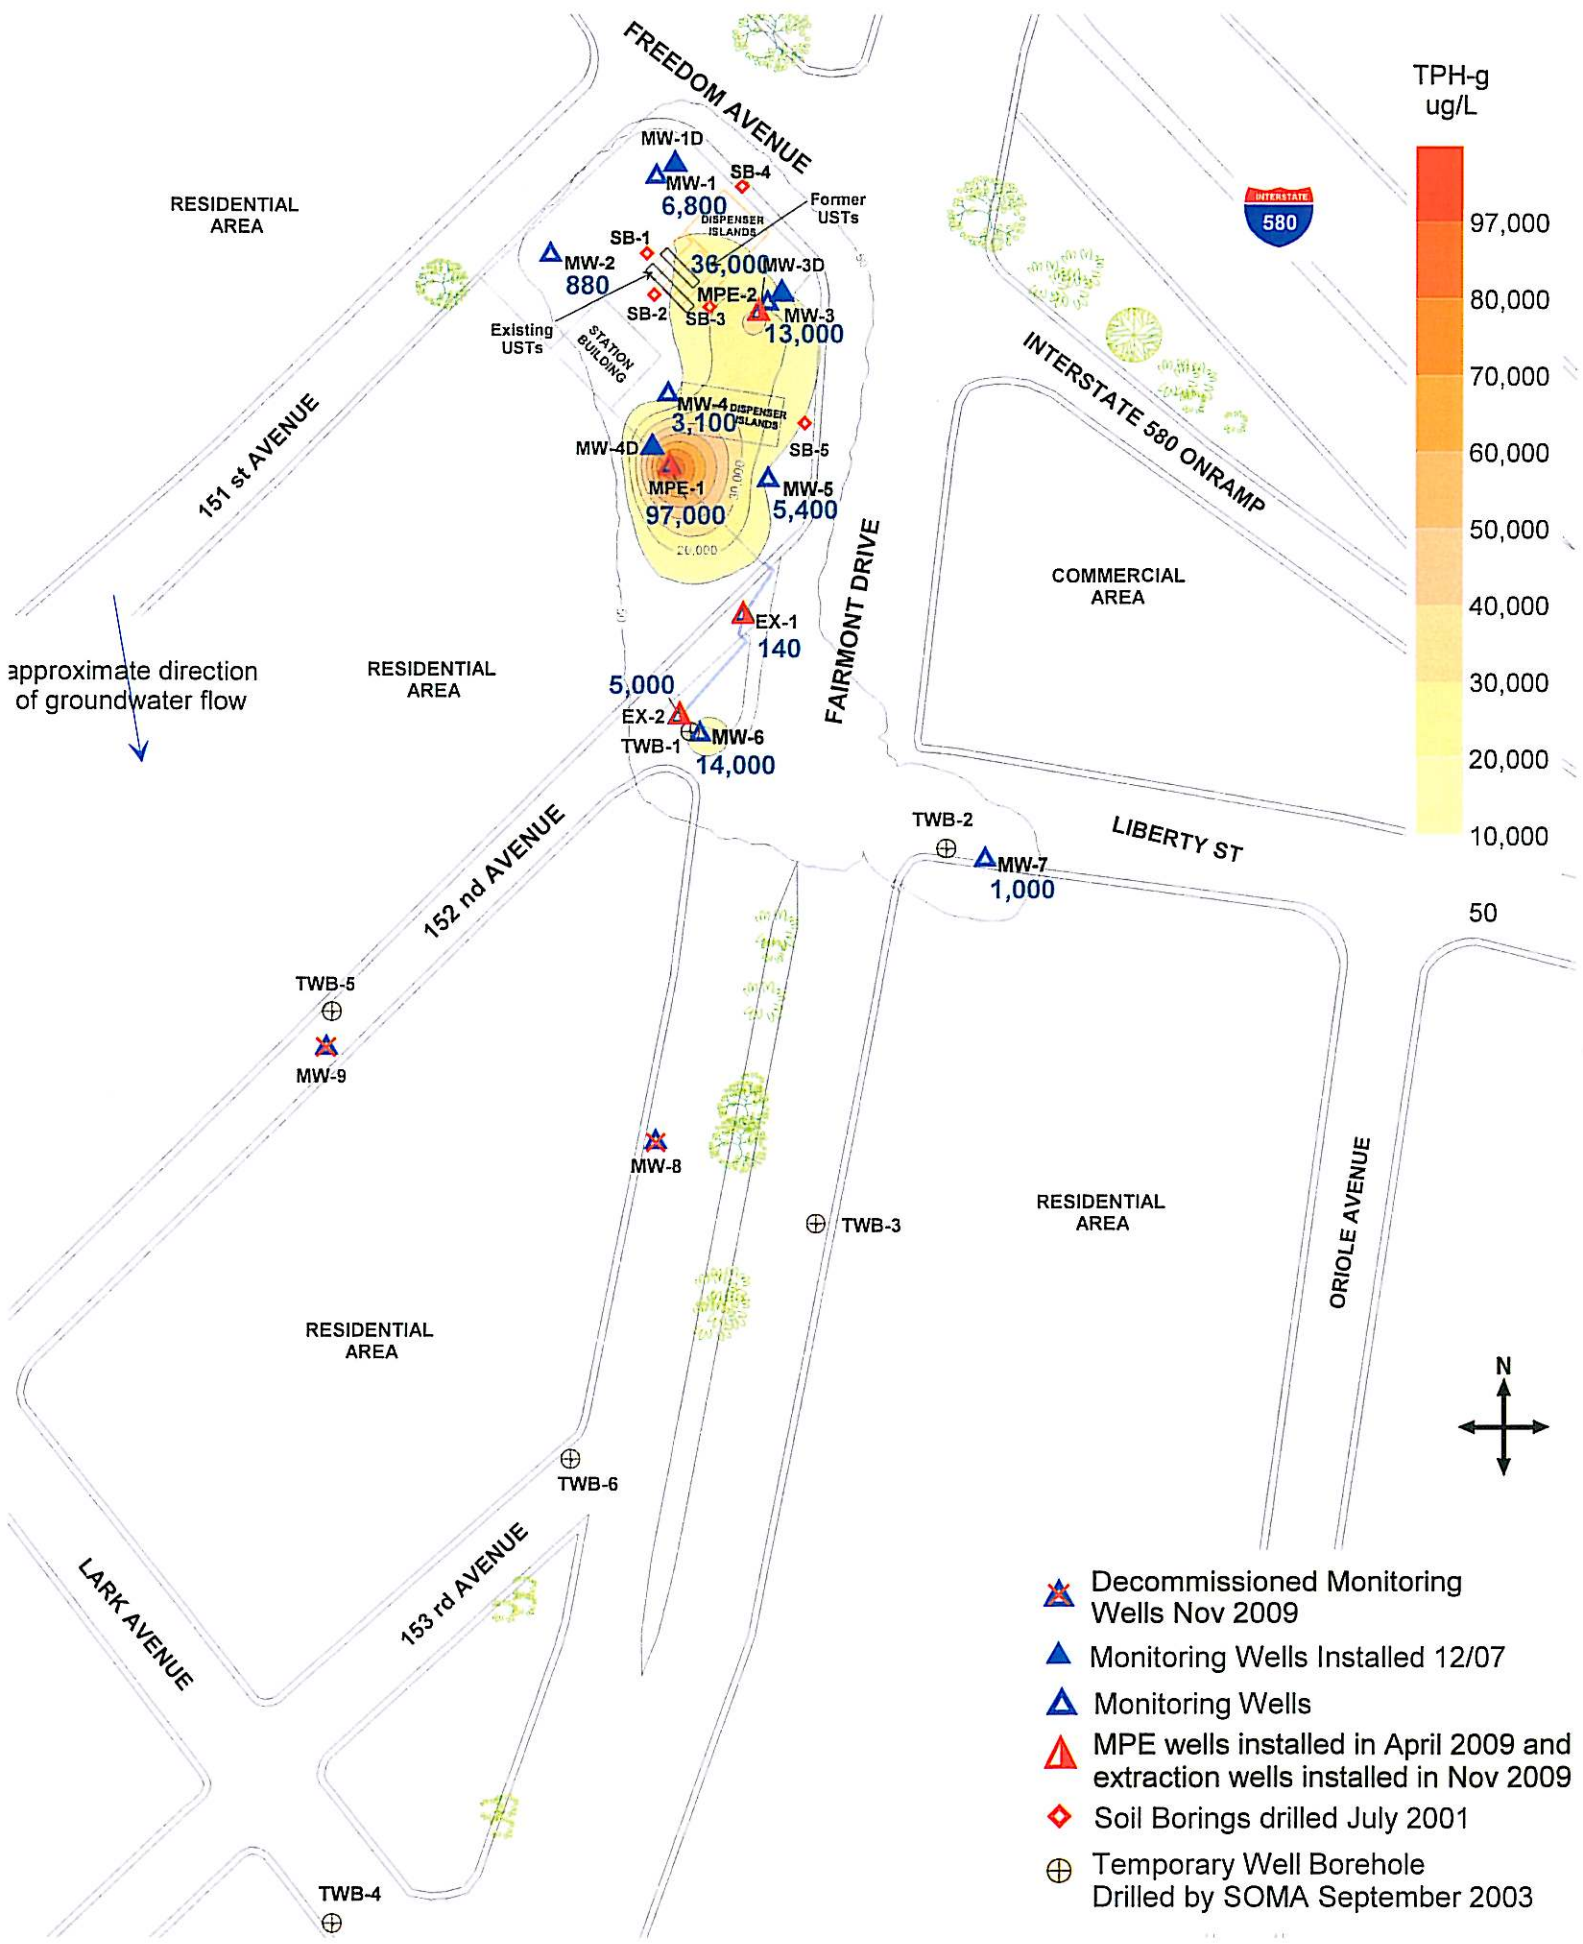 FREEDOM AVENUE
TPH-g
ug/L
MW-1D
MW-1
6,800
SB-4
Former
USTs
DISPENSER
ISLANDS
RESIDENTIAL
AREA
INTERSTATE
580
97,000
SB-1
MW-2
880
36,000
MW-3D
MPE-2
MW-3
13,000
SB-2
SB-3
80,000
Existing
USTs
STATION
BUILDING
INTERSTATE 580 ONRAMP
70,000
MW-4
3,100
DISPENSER
ISLANDS
151 st AVENUE
MW-4D
SB-5
60,000
MPE-1
97,000
30,000
MW-5
5,400
50,000
20,000
FAIRMONT DRIVE
COMMERCIAL
AREA
40,000
EX-1
140
approximate direction
of groundwater flow
RESIDENTIAL
AREA
5,000
30,000
EX-2
TWB-1
MW-6
14,000
20,000
152 nd AVENUE
TWB-2
LIBERTY ST
10,000
MW-7
1,000
50
TWB-5
MW-9
MW-8
TWB-3
RESIDENTIAL
AREA
ORIOLE AVENUE
RESIDENTIAL
AREA
N
TWB-6
LARK AVENUE
153 rd AVENUE
Decommissioned Monitoring
Wells Nov 2009
Monitoring Wells Installed 12/07
Monitoring Wells
MPE wells installed in April 2009 and
extraction wells installed in Nov 2009
Soil Borings drilled July 2001
Temporary Well Borehole
Drilled by SOMA September 2003
TWB-4